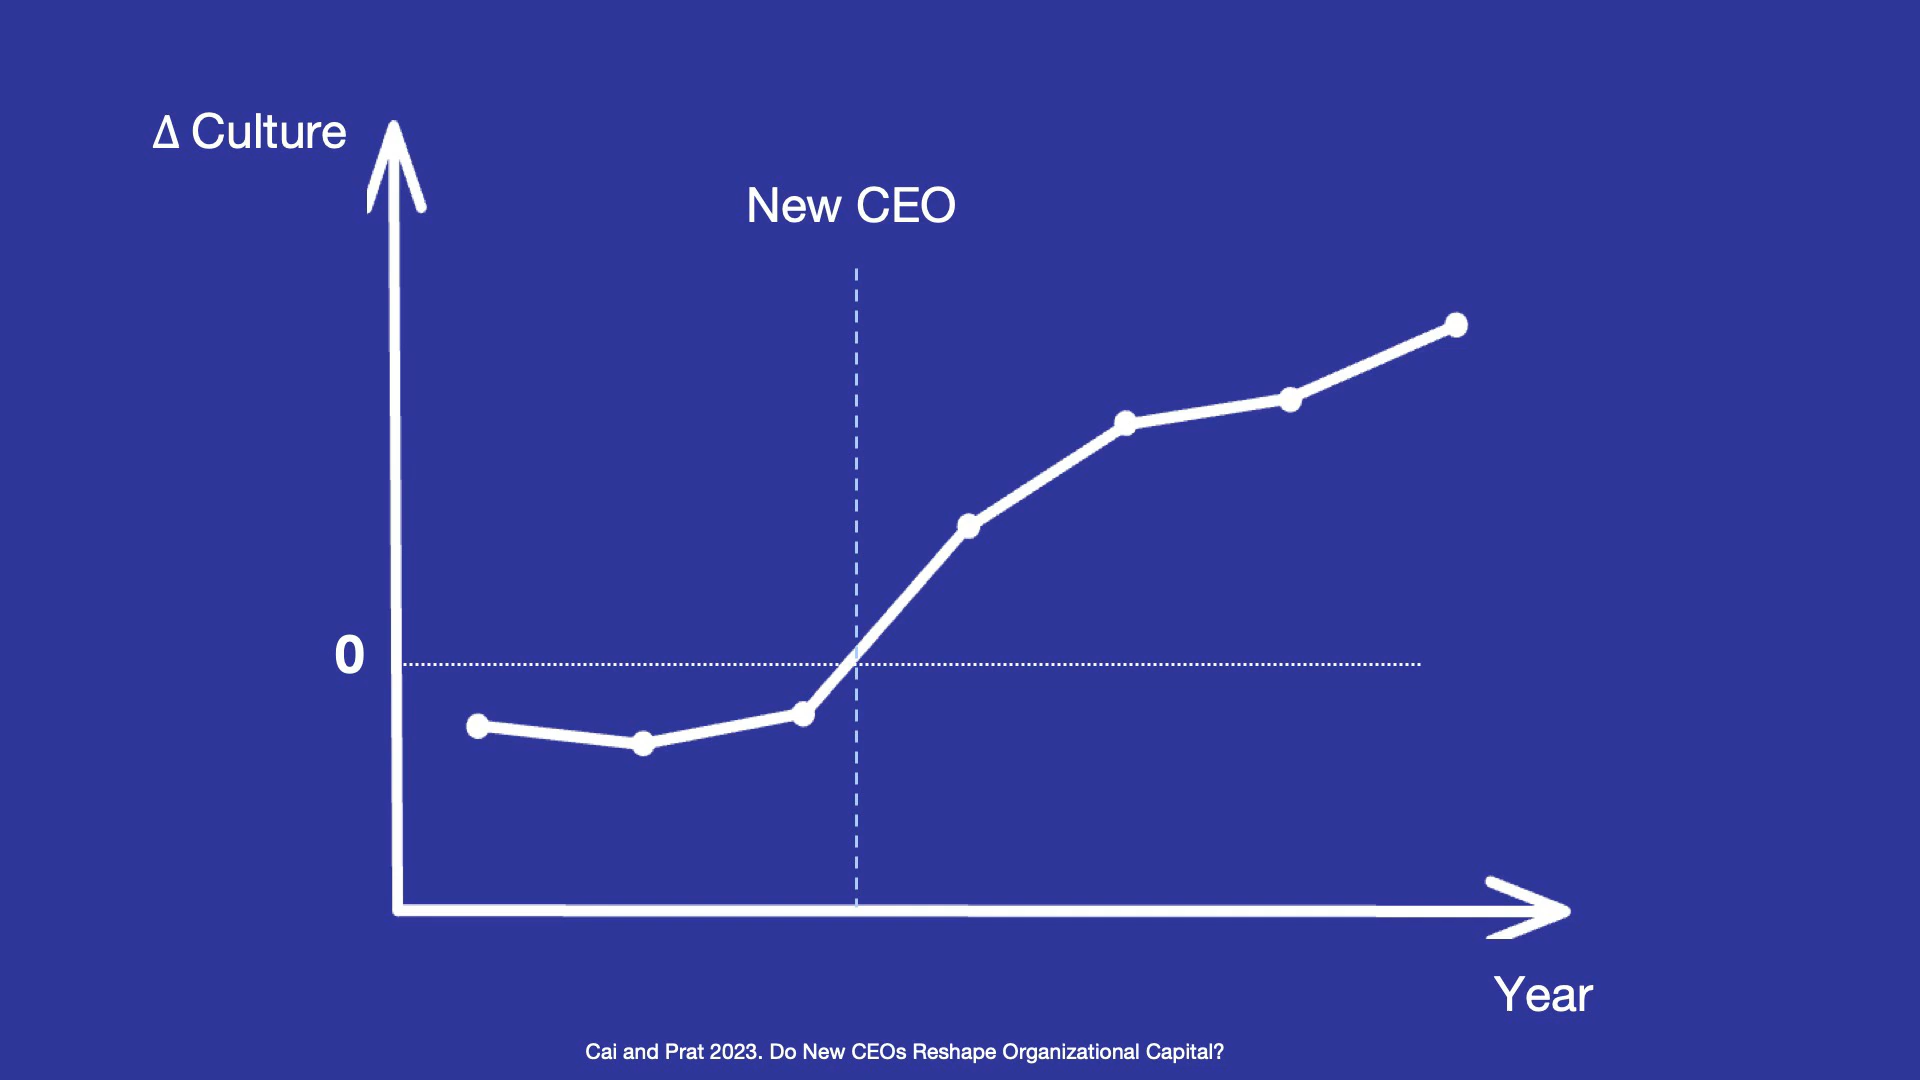 Δ Culture
New CEO
0
Year
Cai and Prat 2023. Do New CEOs Reshape Organizational Capital?